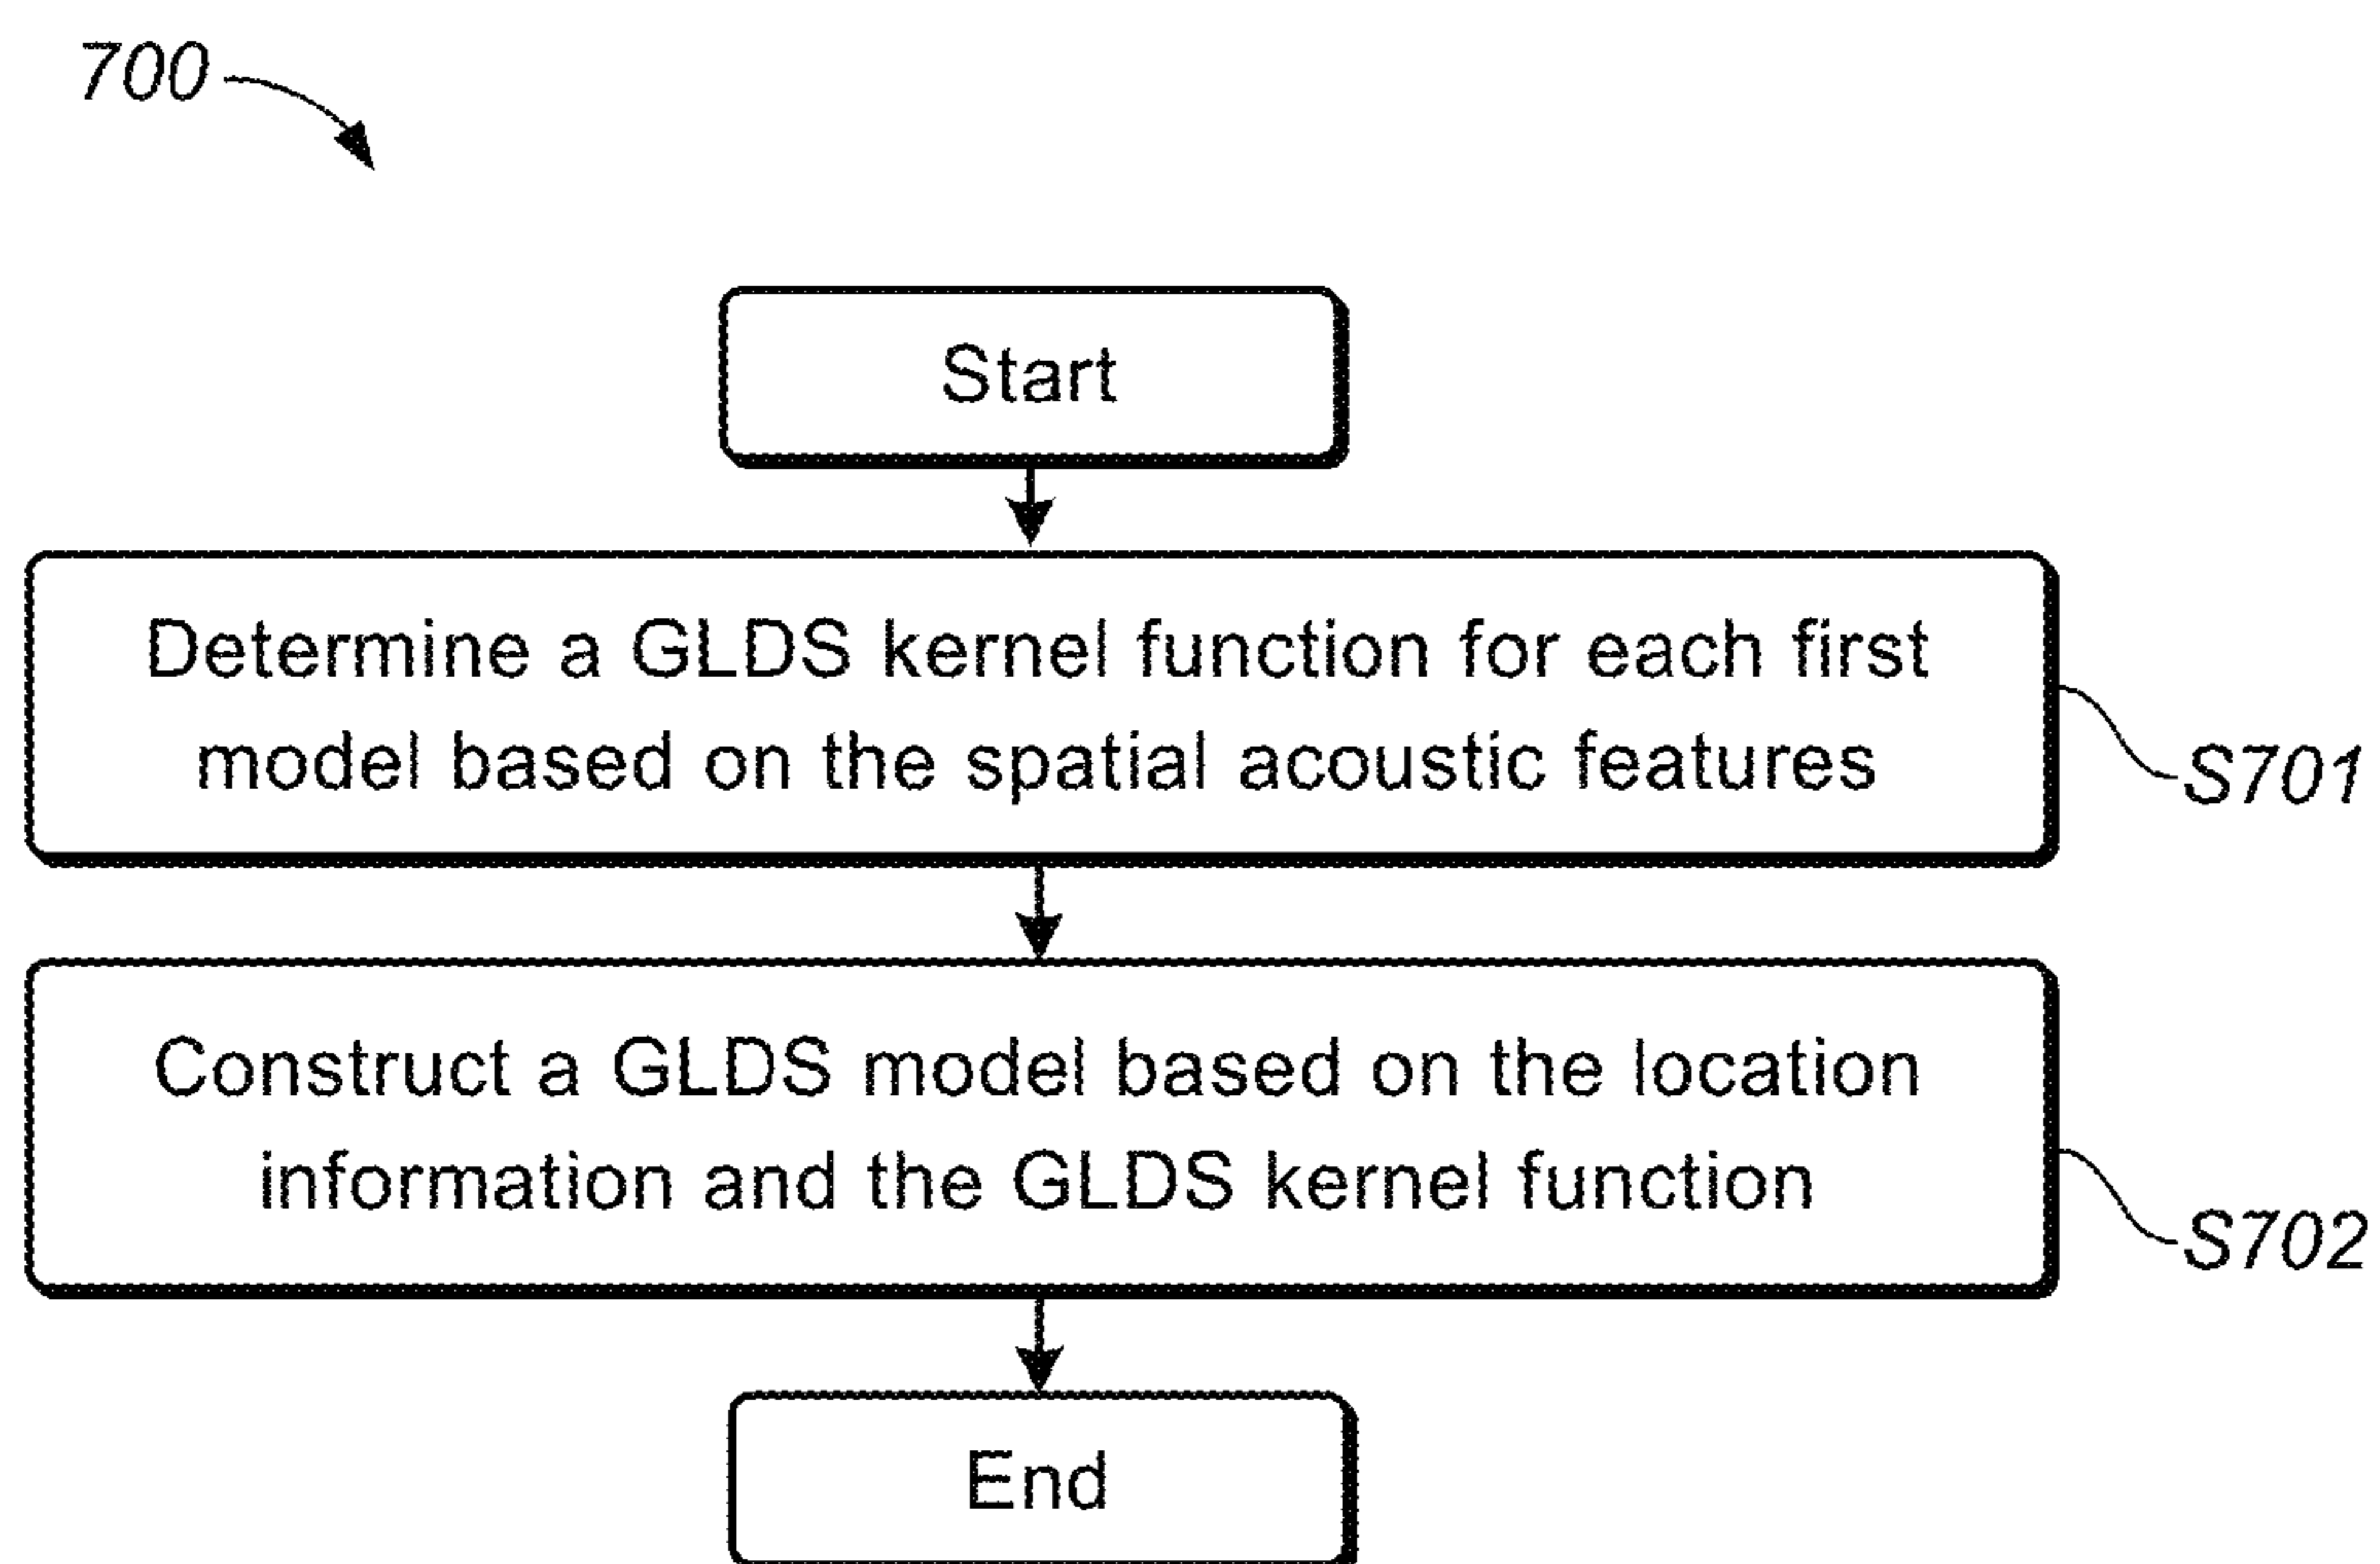 700
Start
Determine a GLDS kernel function for each first
model based on the spatial acoustic features
S701
Construct a GLDS model based on the location
information and the GLDS kernel function
S702
End